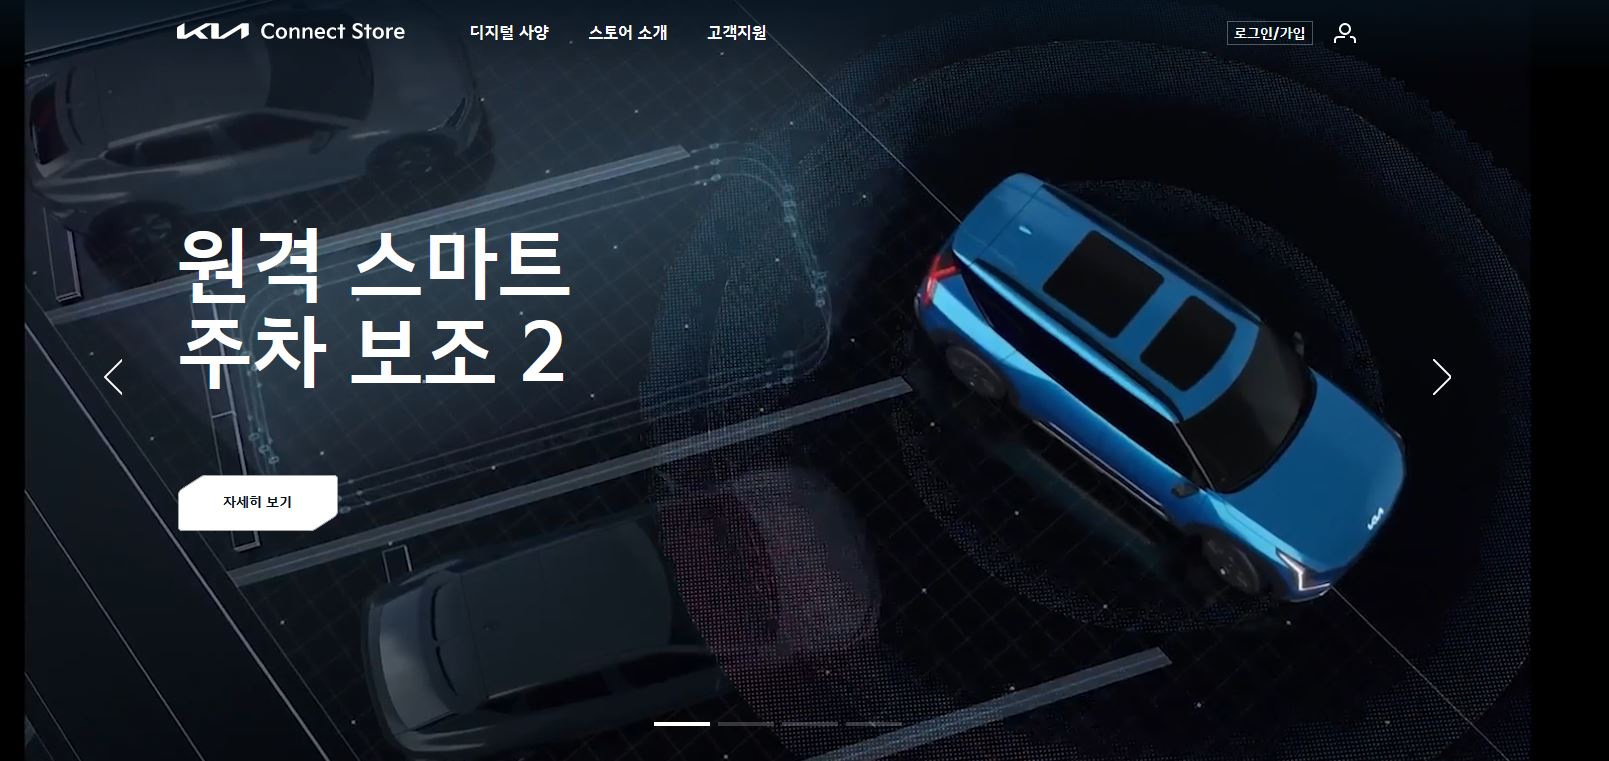 KIA Connect Store
디지털 사양
스토어 소개
고객지원
로그인/가입
원격 스마트
주차 보조 2
자세히 보기
KIA